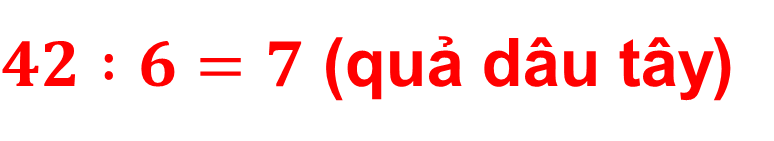 42 : 6 = 7 (quả dâu tây)